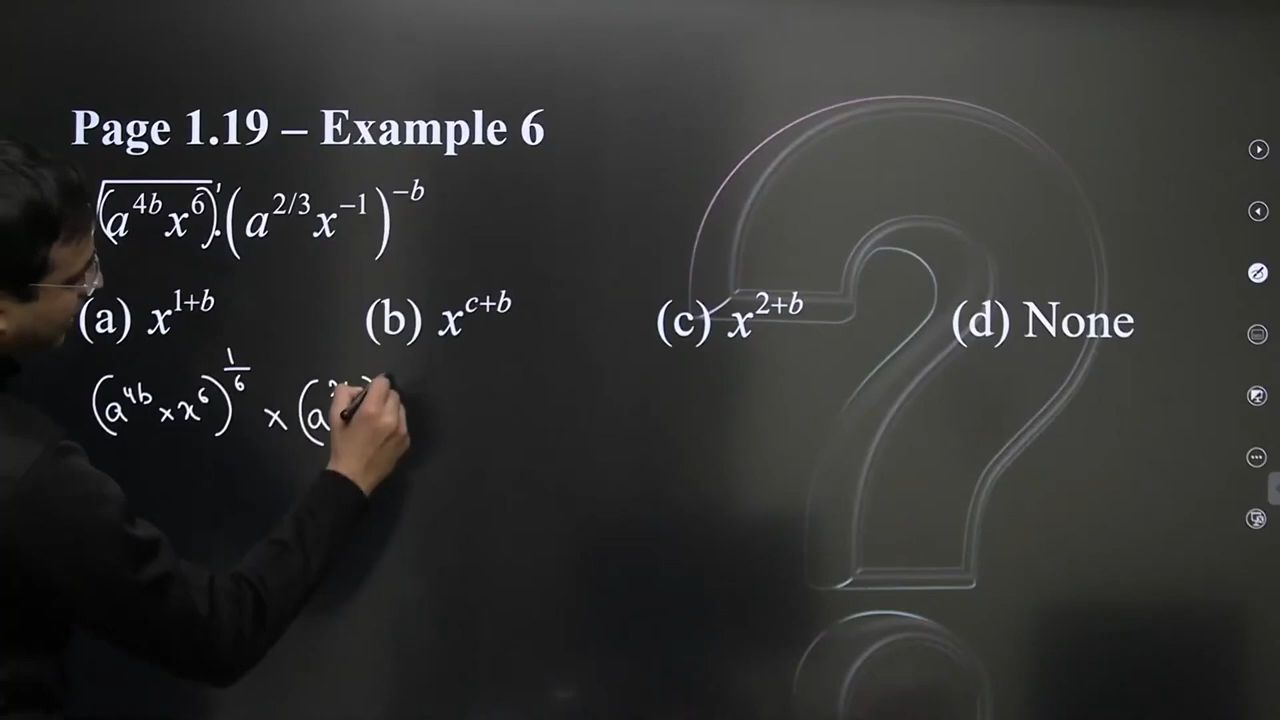 Page 1.19 – Example 6
√(a^{4b}x^{6}).(a^{2/3}x^{-1})^{-b}
(a) x^{1+b} (b) x^{c+b} (c) x^{2+b} (d) None
(a^{4b} × x^{6})^{1/6} × (a